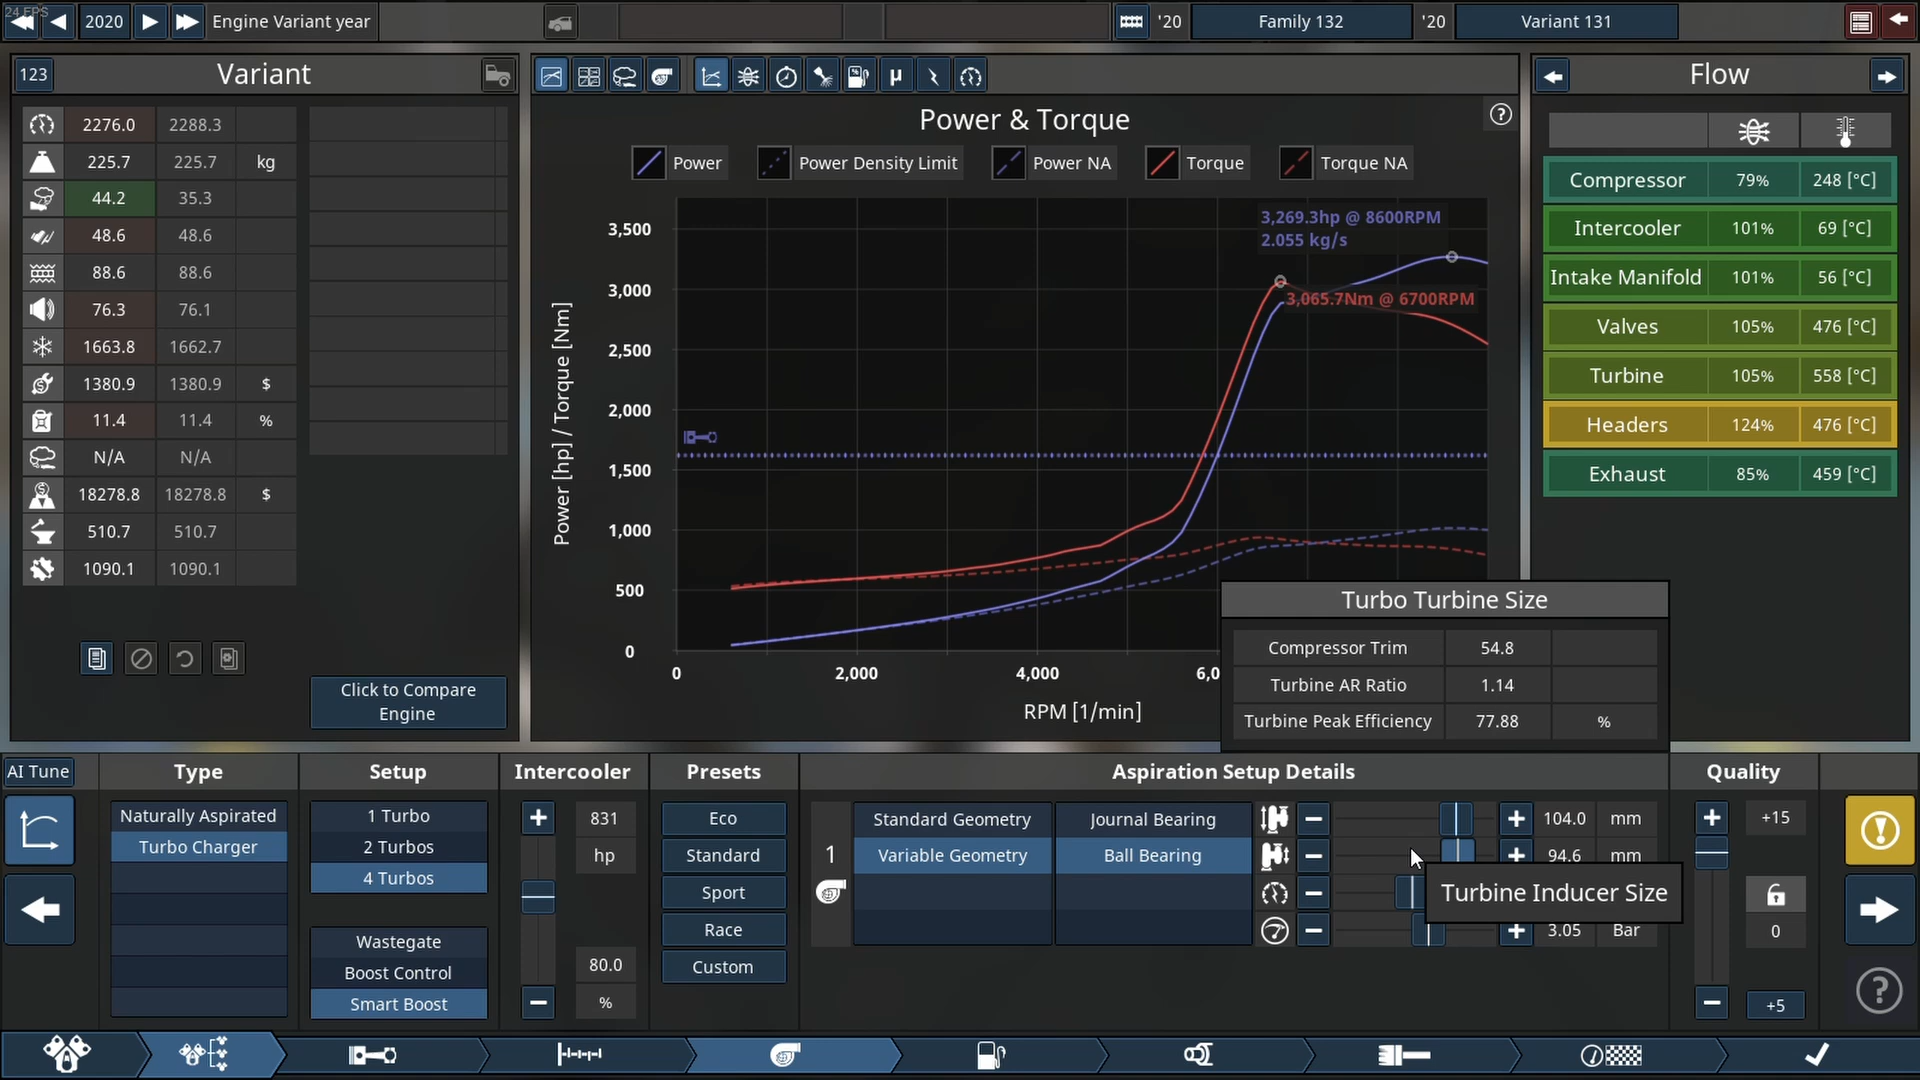 24 FPS
2020
Engine Variant year
'20
Family 132
'20
Variant 131
123
Variant
2276.0 2288.3
225.7 225.7 kg
44.2 35.3
48.6 48.6
88.6 88.6
76.3 76.1
1663.8 1662.7
1380.9 1380.9 $
11.4 11.4 %
N/A N/A
18278.8 18278.8 $
510.7 510.7
1090.1 1090.1
Click to Compare
Engine
Power & Torque
?
Power
Power Density Limit
Power NA
Torque
Torque NA
3,269.3hp @ 8600RPM
2.055 kg/s
3,065.7Nm @ 6700RPM
Power [hp] / Torque [Nm]
3,500
3,000
2,500
2,000
1,500
1,000
500
0
0 2,000 4,000 6,0
RPM [1/min]
Flow
Compressor 79% 248 [°C]
Intercooler 101% 69 [°C]
Intake Manifold 101% 56 [°C]
Valves 105% 476 [°C]
Turbine 105% 558 [°C]
Headers 124% 476 [°C]
Exhaust 85% 459 [°C]
Turbo Turbine Size
Compressor Trim 54.8
Turbine AR Ratio 1.14
Turbine Peak Efficiency 77.88 %
AI Tune
Type
Naturally Aspirated
Turbo Charger
Setup
1 Turbo
2 Turbos
4 Turbos
Wastegate
Boost Control
Smart Boost
Intercooler
831
hp
80.0
%
Presets
Eco
Standard
Sport
Race
Custom
Aspiration Setup Details
1
Standard Geometry
Variable Geometry
Journal Bearing
Ball Bearing
104.0 mm
94.6 mm
Turbine Inducer Size
3.05 Bar
Quality
+15
0
+5
?